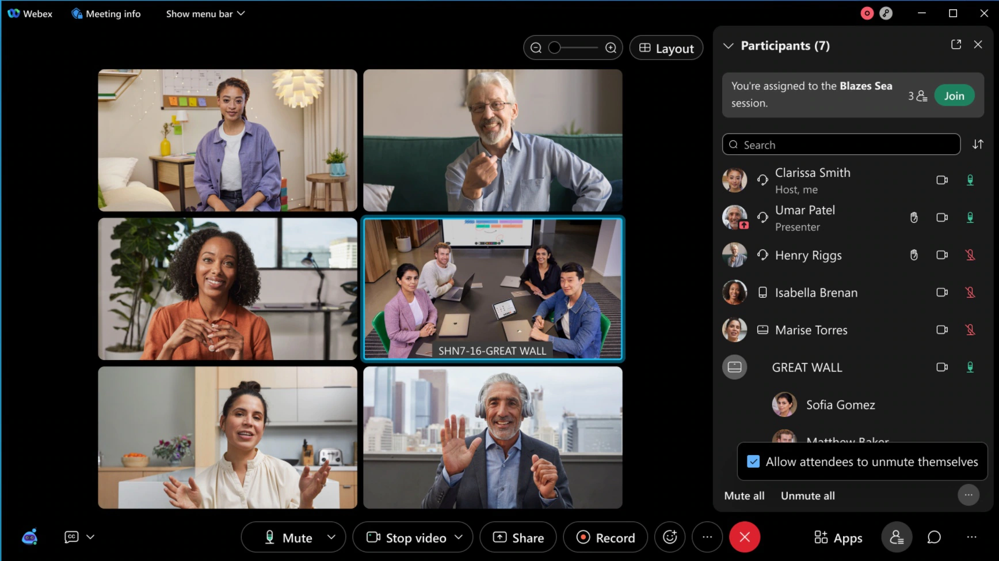 Webex
Meeting info
Show menu bar
Layout
Participants (7)
You're assigned to the Blazes Sea
session.
3
Join
Search
Clarissa Smith
Host, me
Umar Patel
Presenter
Henry Riggs
Isabella Brenan
Marise Torres
SHN7-16-GREAT WALL
GREAT WALL
Sofia Gomez
Matthew Baker
Allow attendees to unmute themselves
Mute all
Unmute all
CC
Mute
Stop video
Share
Record
Apps